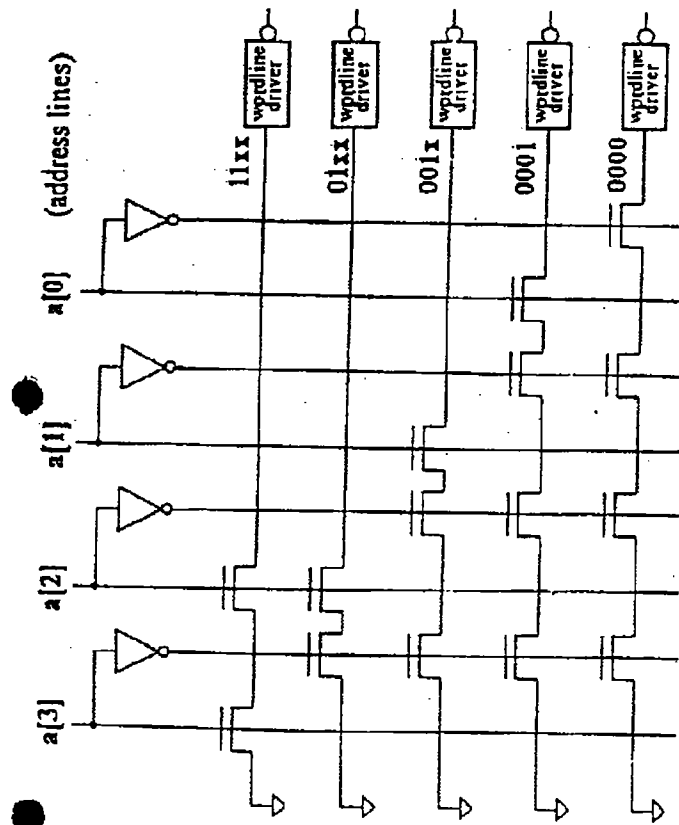 (address lines)
a[0]
a[1]
a[2]
a[3]
wordline
driver
11xx
wordline
driver
01xx
wordline
driver
001x
wordline
driver
0001
wordline
driver
0000